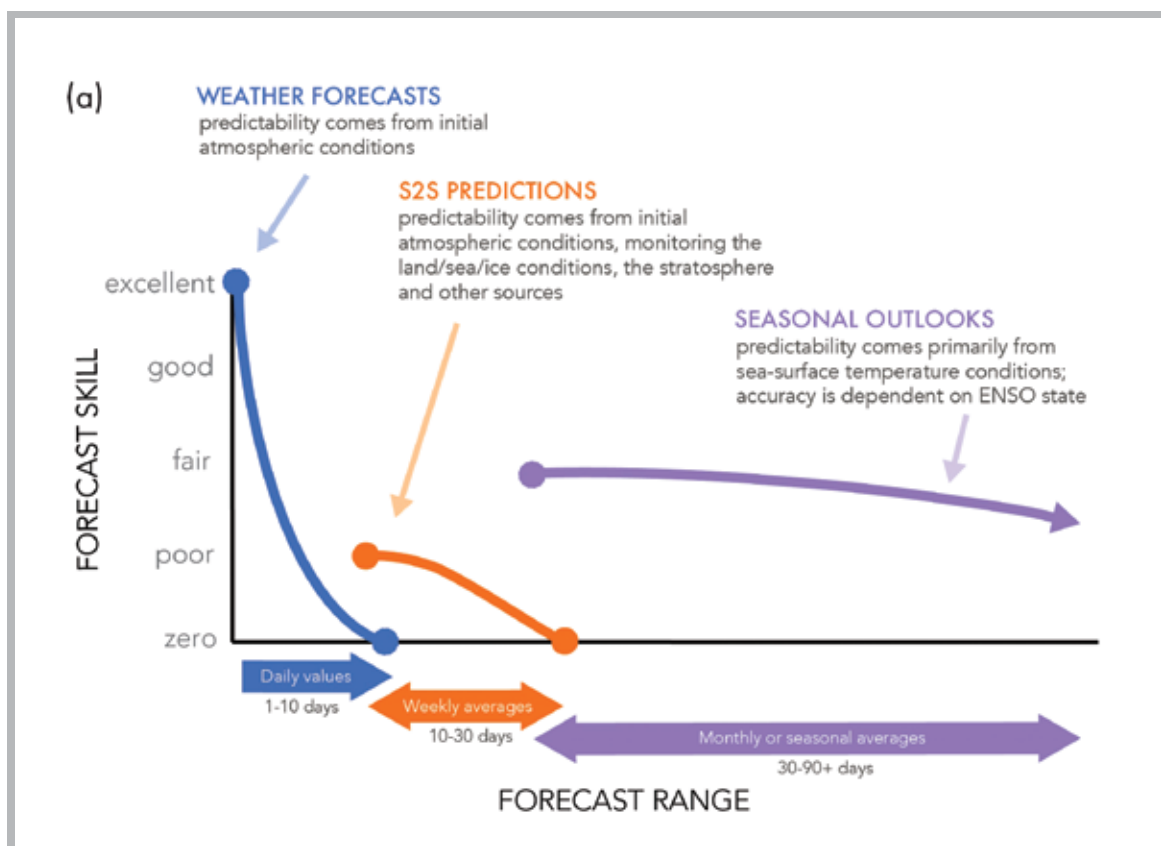 (a)
WEATHER FORECASTS
predictability comes from initial
atmospheric conditions
S2S PREDICTIONS
predictability comes from initial
atmospheric conditions, monitoring the
land/sea/ice conditions, the stratosphere
and other sources
SEASONAL OUTLOOKS
predictability comes primarily from
sea-surface temperature conditions;
accuracy is dependent on ENSO state
FORECAST SKILL
excellent
good
fair
poor
zero
Daily values
1-10 days
Weekly averages
10-30 days
Monthly or seasonal averages
30-90+ days
FORECAST RANGE